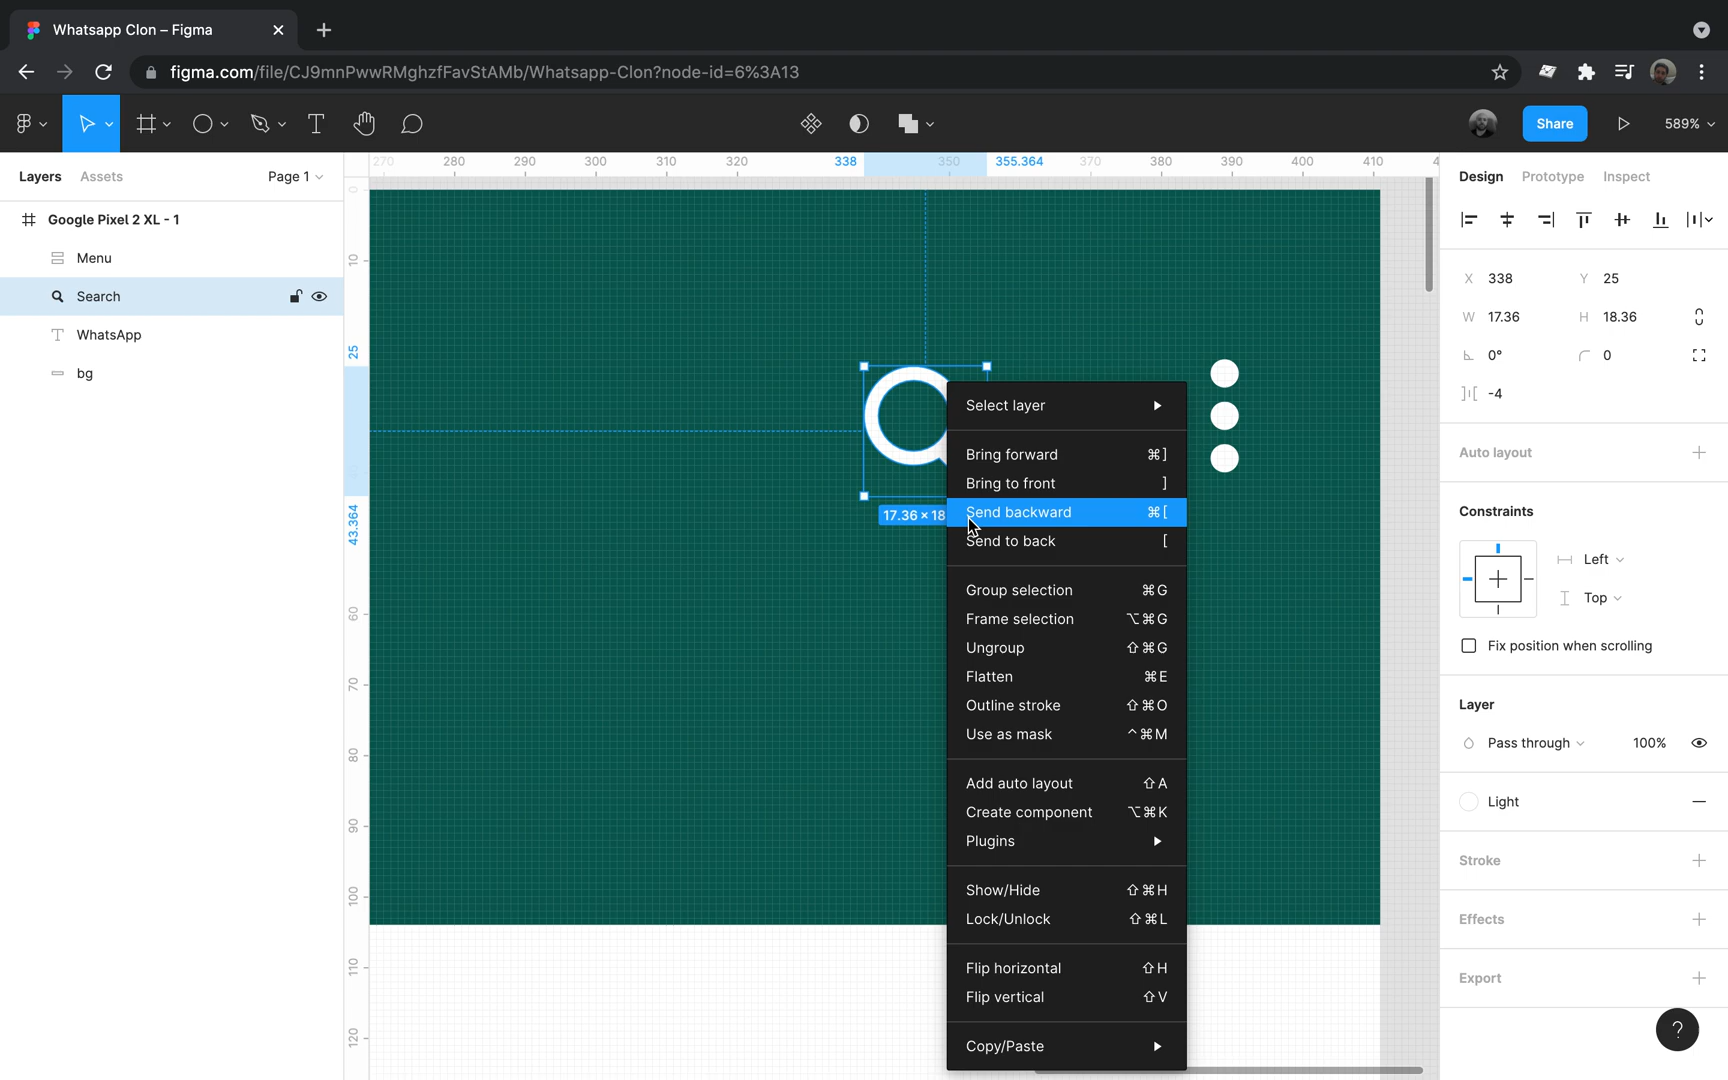 Whatsapp Clon – Figma
figma.com/file/CJ9mnPwwRMghzfFavStAMb/Whatsapp-Clon?node-id=6%3A13
Share
589%
Layers Assets Page 1
270 280 290 300 310 320 338 350 355.364 370 380 390 400 410 4
Design Prototype Inspect
Google Pixel 2 XL - 1
Menu
Search
WhatsApp
bg
0
10
25
43.364
60
70
80
90
100
110
120
17.36 × 18
Select layer
Bring forward ⌘]
Bring to front ]
Send backward ⌘[
Send to back [
Group selection ⌘G
Frame selection ⌥⌘G
Ungroup ⇧⌘G
Flatten ⌘E
Outline stroke ⇧⌘O
Use as mask ^⌘M
Add auto layout ⇧A
Create component ⌥⌘K
Plugins
Show/Hide ⇧⌘H
Lock/Unlock ⇧⌘L
Flip horizontal ⇧H
Flip vertical ⇧V
Copy/Paste
X 338 Y 25
W 17.36 H 18.36
0° 0
-4
Auto layout
Constraints
Left
Top
Fix position when scrolling
Layer
Pass through 100%
Light
Stroke
Effects
Export
?